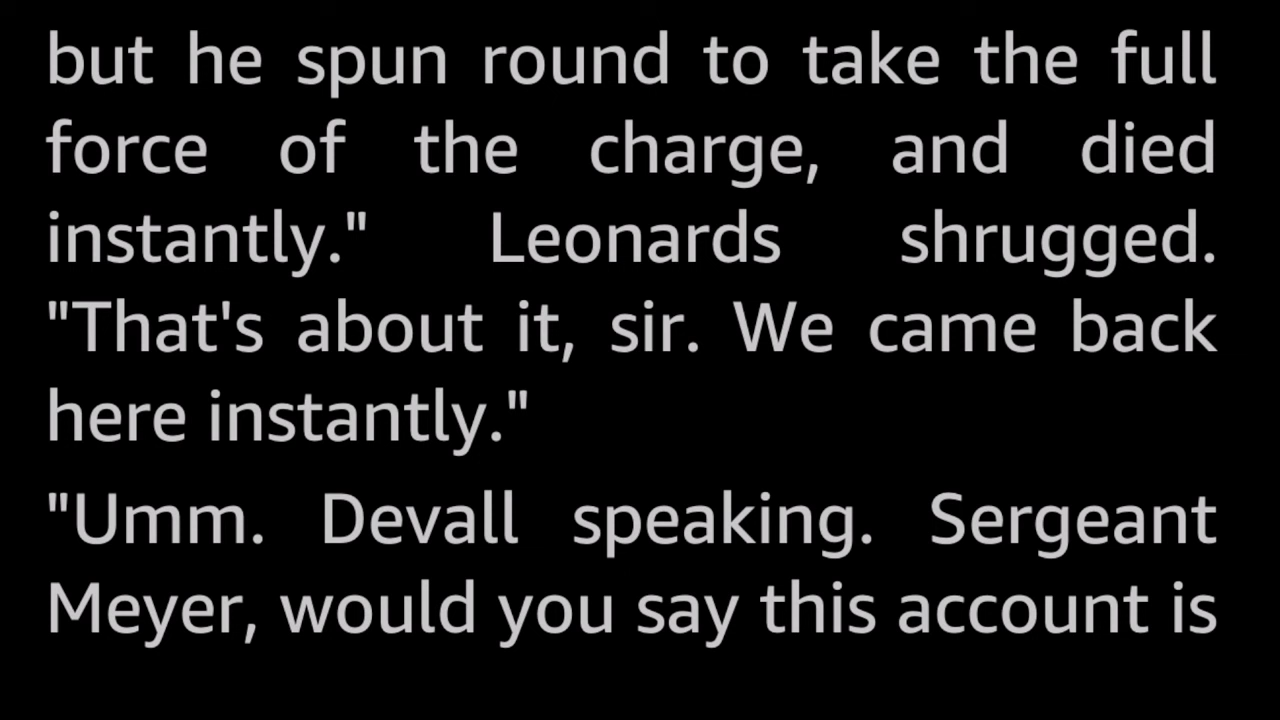 but he spun round to take the full
force of the charge, and died
instantly." Leonards shrugged.
"That's about it, sir. We came back
here instantly."
"Umm. Devall speaking. Sergeant
Meyer, would you say this account is